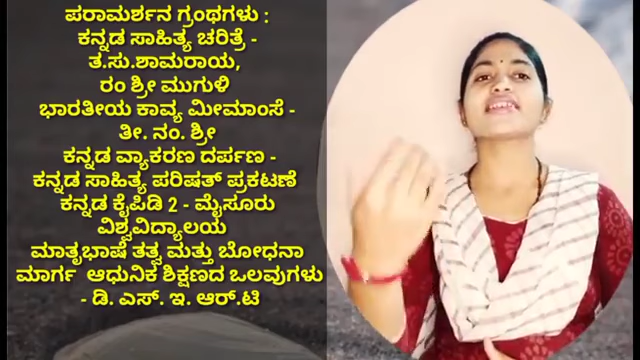 ಪರಾಮರ್ಶನ ಗ್ರಂಥಗಳು :
ಕನ್ನಡ ಸಾಹಿತ್ಯ ಚರಿತ್ರೆ -
ತ.ಸು.ಶಾಮರಾಯ,
ರಂ ಶ್ರೀ ಮುಗುಳಿ
ಭಾರತೀಯ ಕಾವ್ಯ ಮೀಮಾಂಸೆ -
ತೀ. ನಂ. ಶ್ರೀ
ಕನ್ನಡ ವ್ಯಾಕರಣ ದರ್ಪಣ -
ಕನ್ನಡ ಸಾಹಿತ್ಯ ಪರಿಷತ್ ಪ್ರಕಟಣೆ
ಕನ್ನಡ ಕೈಪಿಡಿ 2 - ಮೈಸೂರು
ವಿಶ್ವವಿದ್ಯಾಲಯ
ಮಾತೃಭಾಷೆ ತತ್ವ ಮತ್ತು ಬೋಧನಾ
ಮಾರ್ಗ ಆಧುನಿಕ ಶಿಕ್ಷಣದ ಒಲವುಗಳು
- ಡಿ. ಎಸ್. ಇ. ಆರ್.ಟಿ